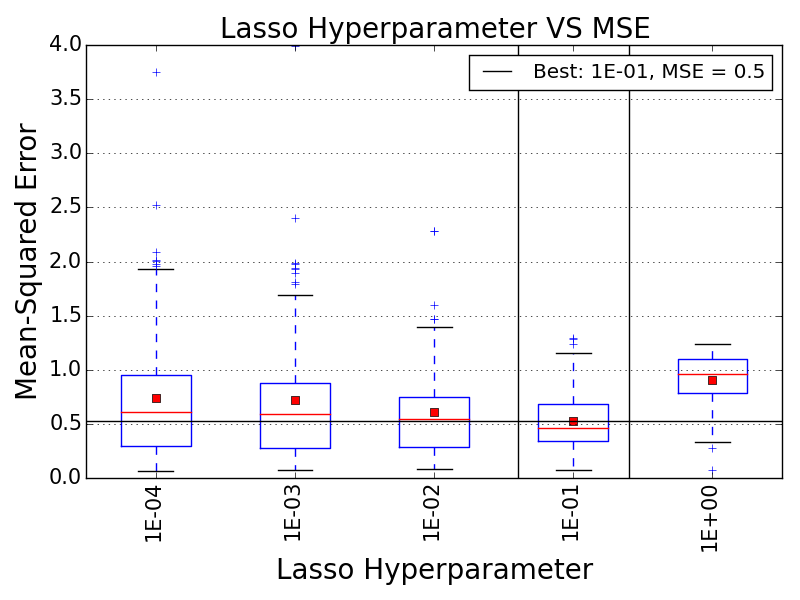 Lasso Hyperparameter VS MSE
Best: 1E-01, MSE = 0.5
Mean-Squared Error
4.0
3.5
3.0
2.5
2.0
1.5
1.0
0.5
0.0
1E-04
1E-03
1E-02
1E-01
1E+00
Lasso Hyperparameter